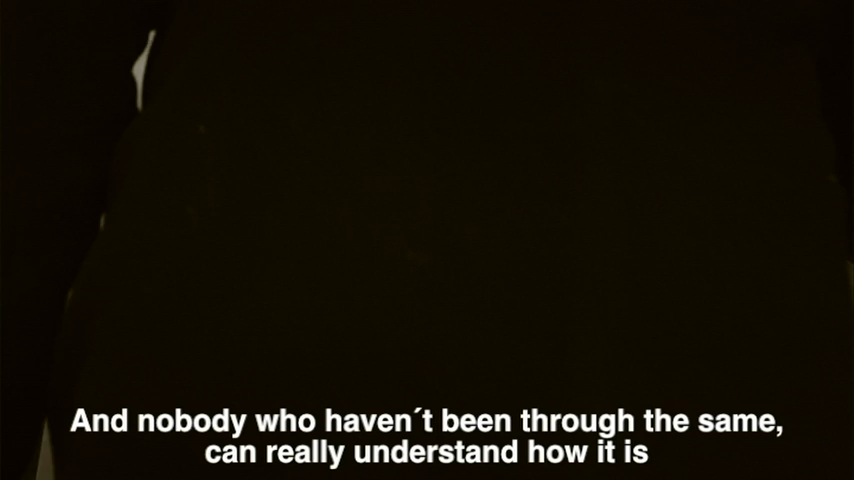 And nobody who haven´t been through the same,
can really understand how it is